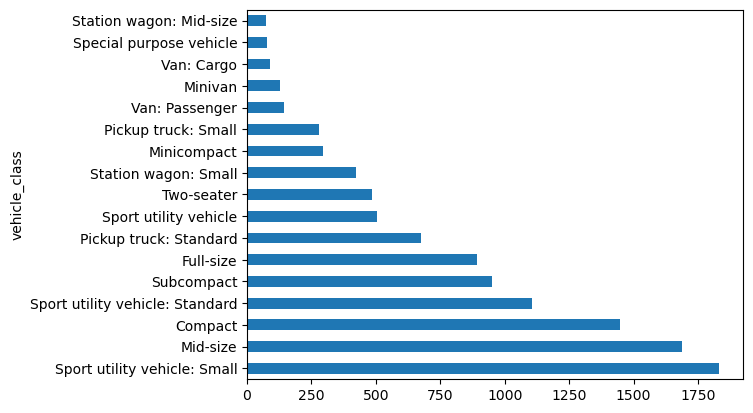 Station wagon: Mid-size
Special purpose vehicle
Van: Cargo
Minivan
Van: Passenger
Pickup truck: Small
Minicompact
Station wagon: Small
Two-seater
Sport utility vehicle
Pickup truck: Standard
Full-size
Subcompact
Sport utility vehicle: Standard
Compact
Mid-size
Sport utility vehicle: Small
vehicle_class
0 250 500 750 1000 1250 1500 1750